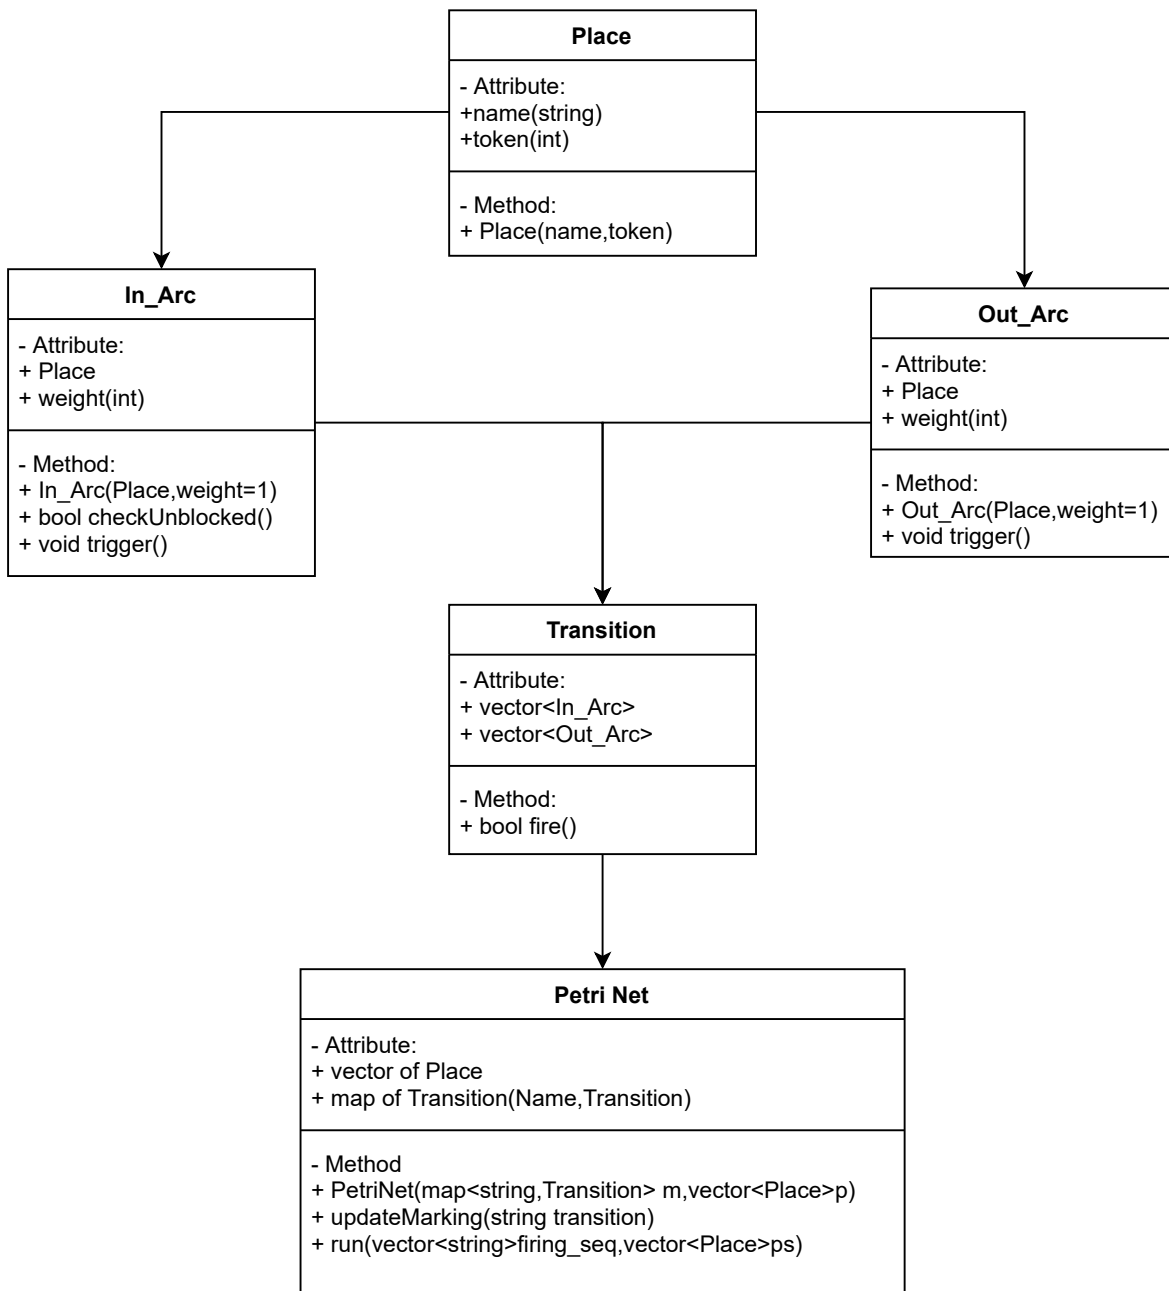 Place
- Attribute:
+name(string)
+token(int)
- Method:
+ Place(name,token)
In_Arc
- Attribute:
+ Place
+ weight(int)
- Method:
+ In_Arc(Place,weight=1)
+ bool checkUnblocked()
+ void trigger()
Out_Arc
- Attribute:
+ Place
+ weight(int)
- Method:
+ Out_Arc(Place,weight=1)
+ void trigger()
Transition
- Attribute:
+ vector<In_Arc>
+ vector<Out_Arc>
- Method:
+ bool fire()
Petri Net
- Attribute:
+ vector of Place
+ map of Transition(Name,Transition)
- Method
+ PetriNet(map<string,Transition> m,vector<Place>p)
+ updateMarking(string transition)
+ run(vector<string>firing_seq,vector<Place>ps)